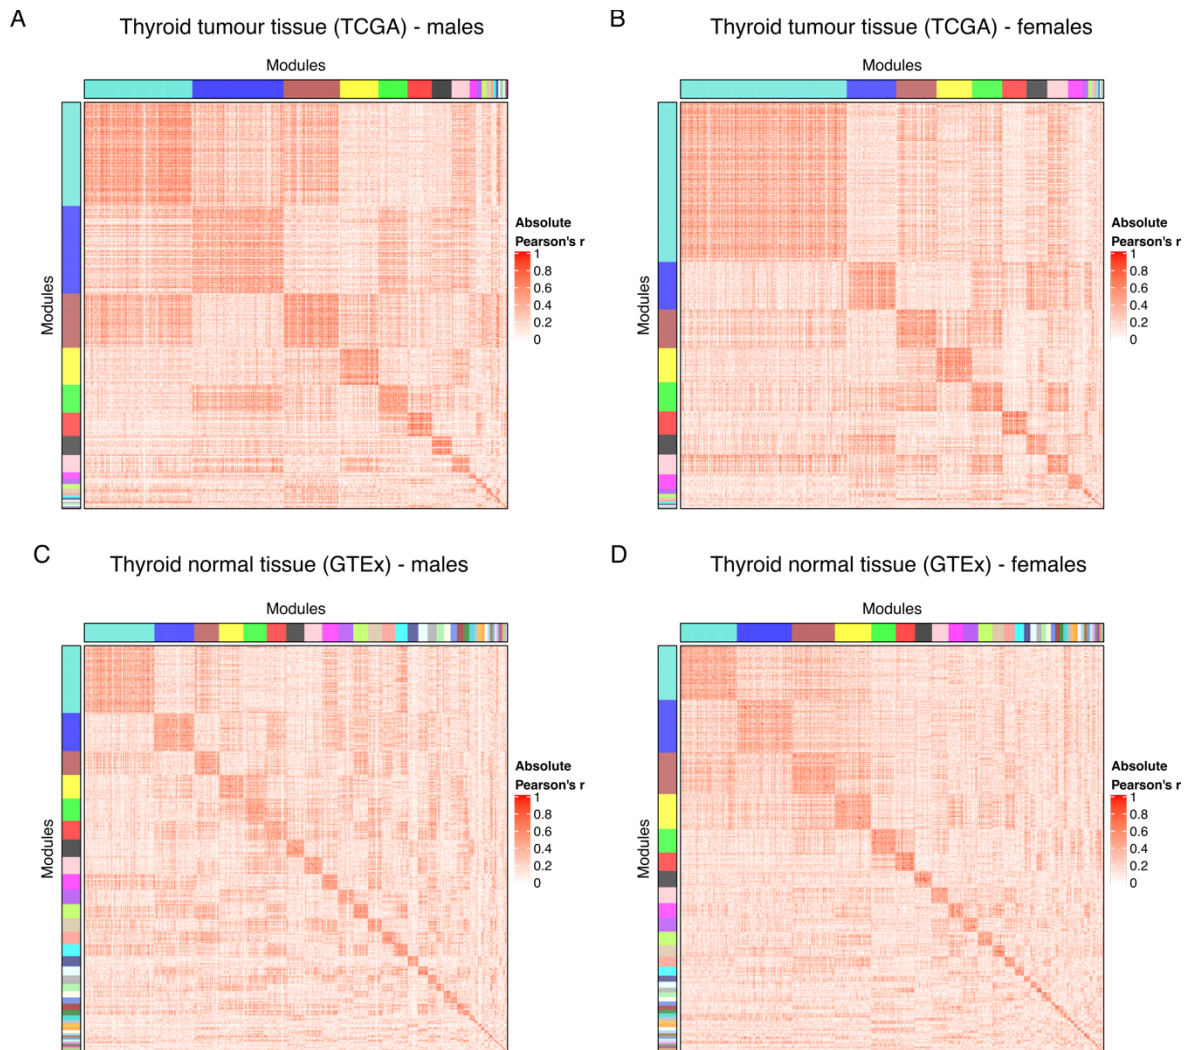 A
Thyroid tumour tissue (TCGA) - males
Modules
Modules
Absolute
Pearson's r
1
0.8
0.6
0.4
0.2
0
B
Thyroid tumour tissue (TCGA) - females
Modules
Modules
Absolute
Pearson's r
1
0.8
0.6
0.4
0.2
0
C
Thyroid normal tissue (GTEx) - males
Modules
Modules
Absolute
Pearson's r
1
0.8
0.6
0.4
0.2
0
D
Thyroid normal tissue (GTEx) - females
Modules
Modules
Absolute
Pearson's r
1
0.8
0.6
0.4
0.2
0